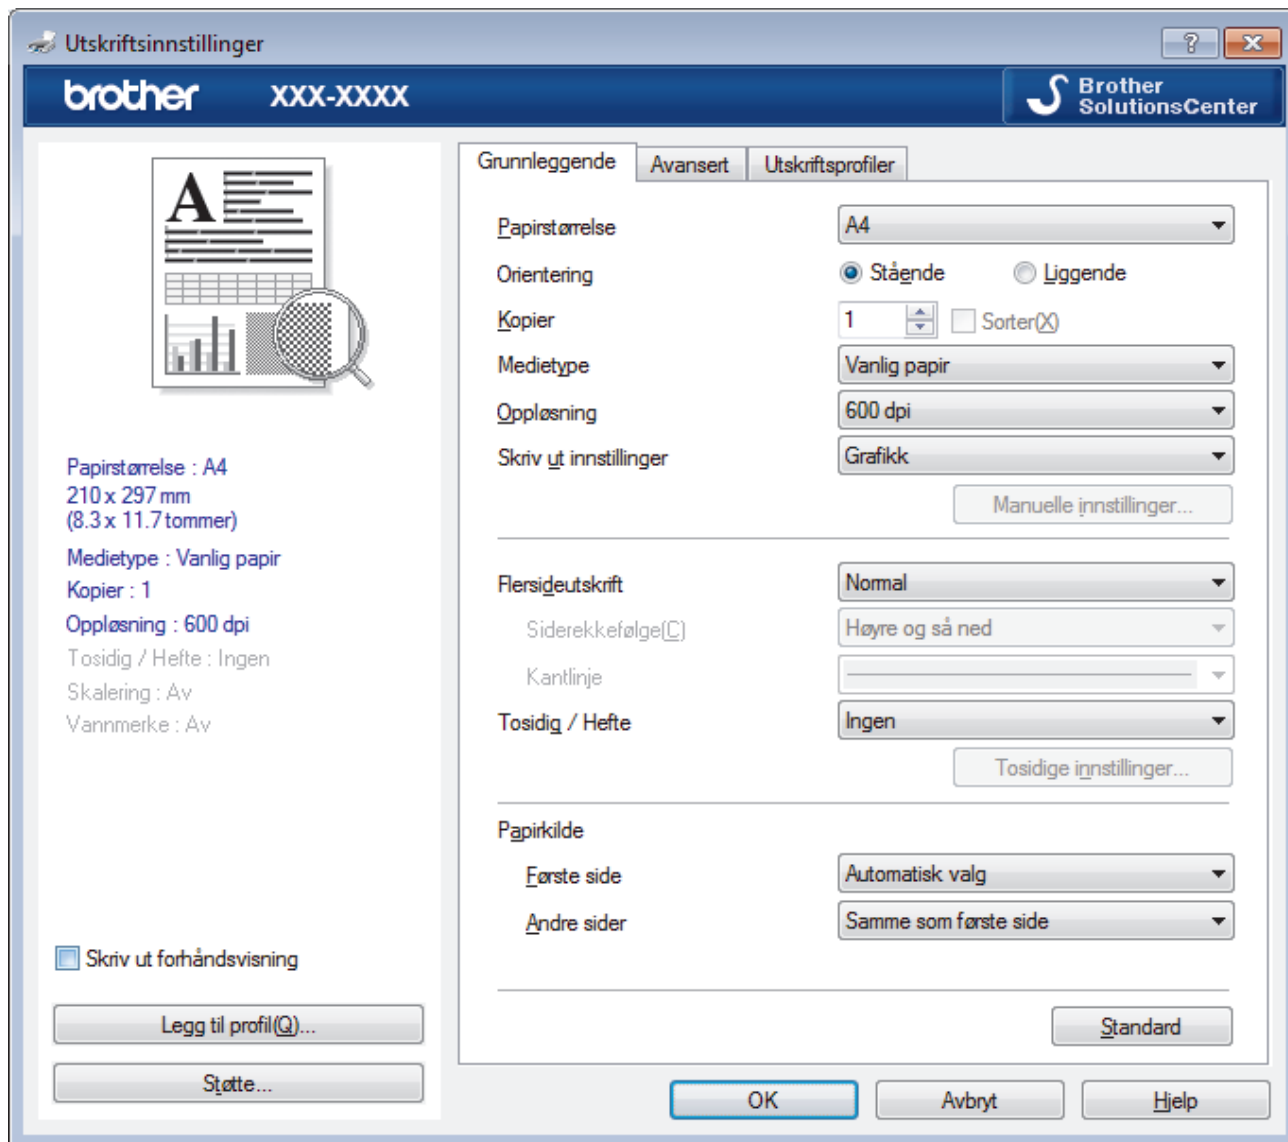 Utskriftsinnstillinger
brother XXX-XXXX
Brother
SolutionsCenter
A
Papirstørrelse : A4
210 x 297 mm
(8.3 x 11.7 tommer)
Medietype : Vanlig papir
Kopier : 1
Oppløsning : 600 dpi
Tosidig / Hefte : Ingen
Skalering : Av
Vannmerke : Av
Skriv ut forhåndsvisning
Legg til profil(Q)...
Støtte...
Grunnleggende Avansert Utskriftsprofiler
Papirstørrelse A4
Orientering Stående Liggende
Kopier 1 Sorter(X)
Medietype Vanlig papir
Oppløsning 600 dpi
Skriv ut innstillinger Grafikk
Manuelle innstillinger...
Flersideutskrift Normal
Siderekkefølge(C) Høyre og så ned
Kantlinje
Tosidig / Hefte Ingen
Tosidige innstillinger...
Papirkilde
Første side Automatisk valg
Andre sider Samme som første side
Standard
OK Avbryt Hjelp